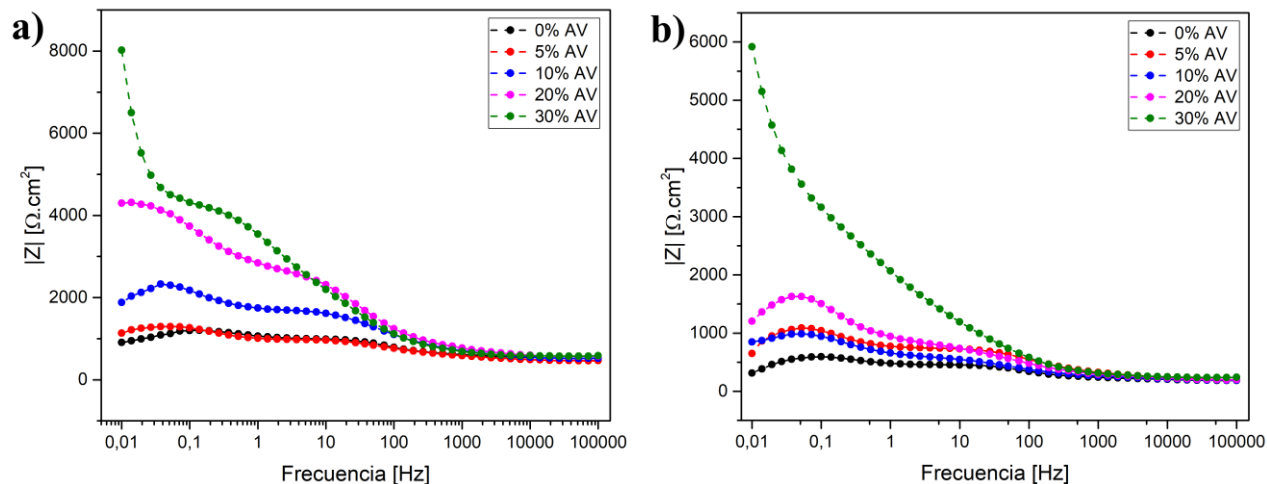 a)
0% AV
5% AV
10% AV
20% AV
30% AV
|Z| [Ω.cm²]
8000
6000
4000
2000
0
0,01 0,1 1 10 100 1000 10000 100000
Frecuencia [Hz]
b)
0% AV
5% AV
10% AV
20% AV
30% AV
|Z| [Ω.cm²]
6000
5000
4000
3000
2000
1000
0
0,01 0,1 1 10 100 1000 10000 100000
Frecuencia [Hz]